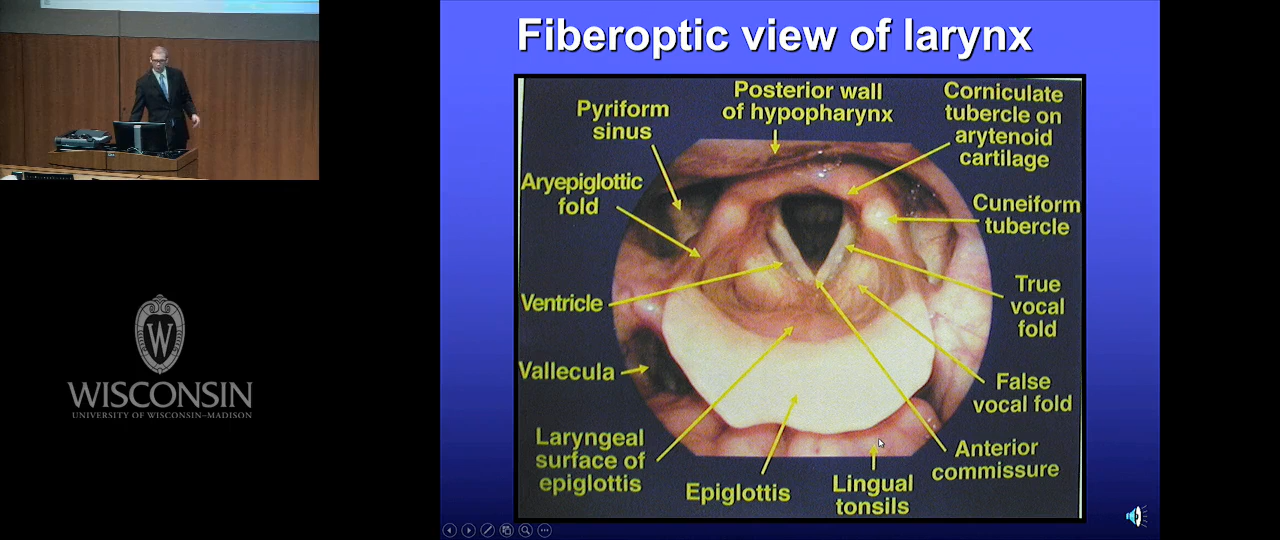 Fiberoptic view of larynx
Posterior wall
of hypopharynx
Corniculate
tubercle on
arytenoid
cartilage
Pyriform
sinus
Aryepiglottic
fold
Cuneiform
tubercle
Ventricle
True
vocal
fold
Vallecula
False
vocal fold
Laryngeal
surface of
epiglottis
Epiglottis
Lingual
tonsils
Anterior
commissure
W
WISCONSIN
UNIVERSITY OF WISCONSIN–MADISON